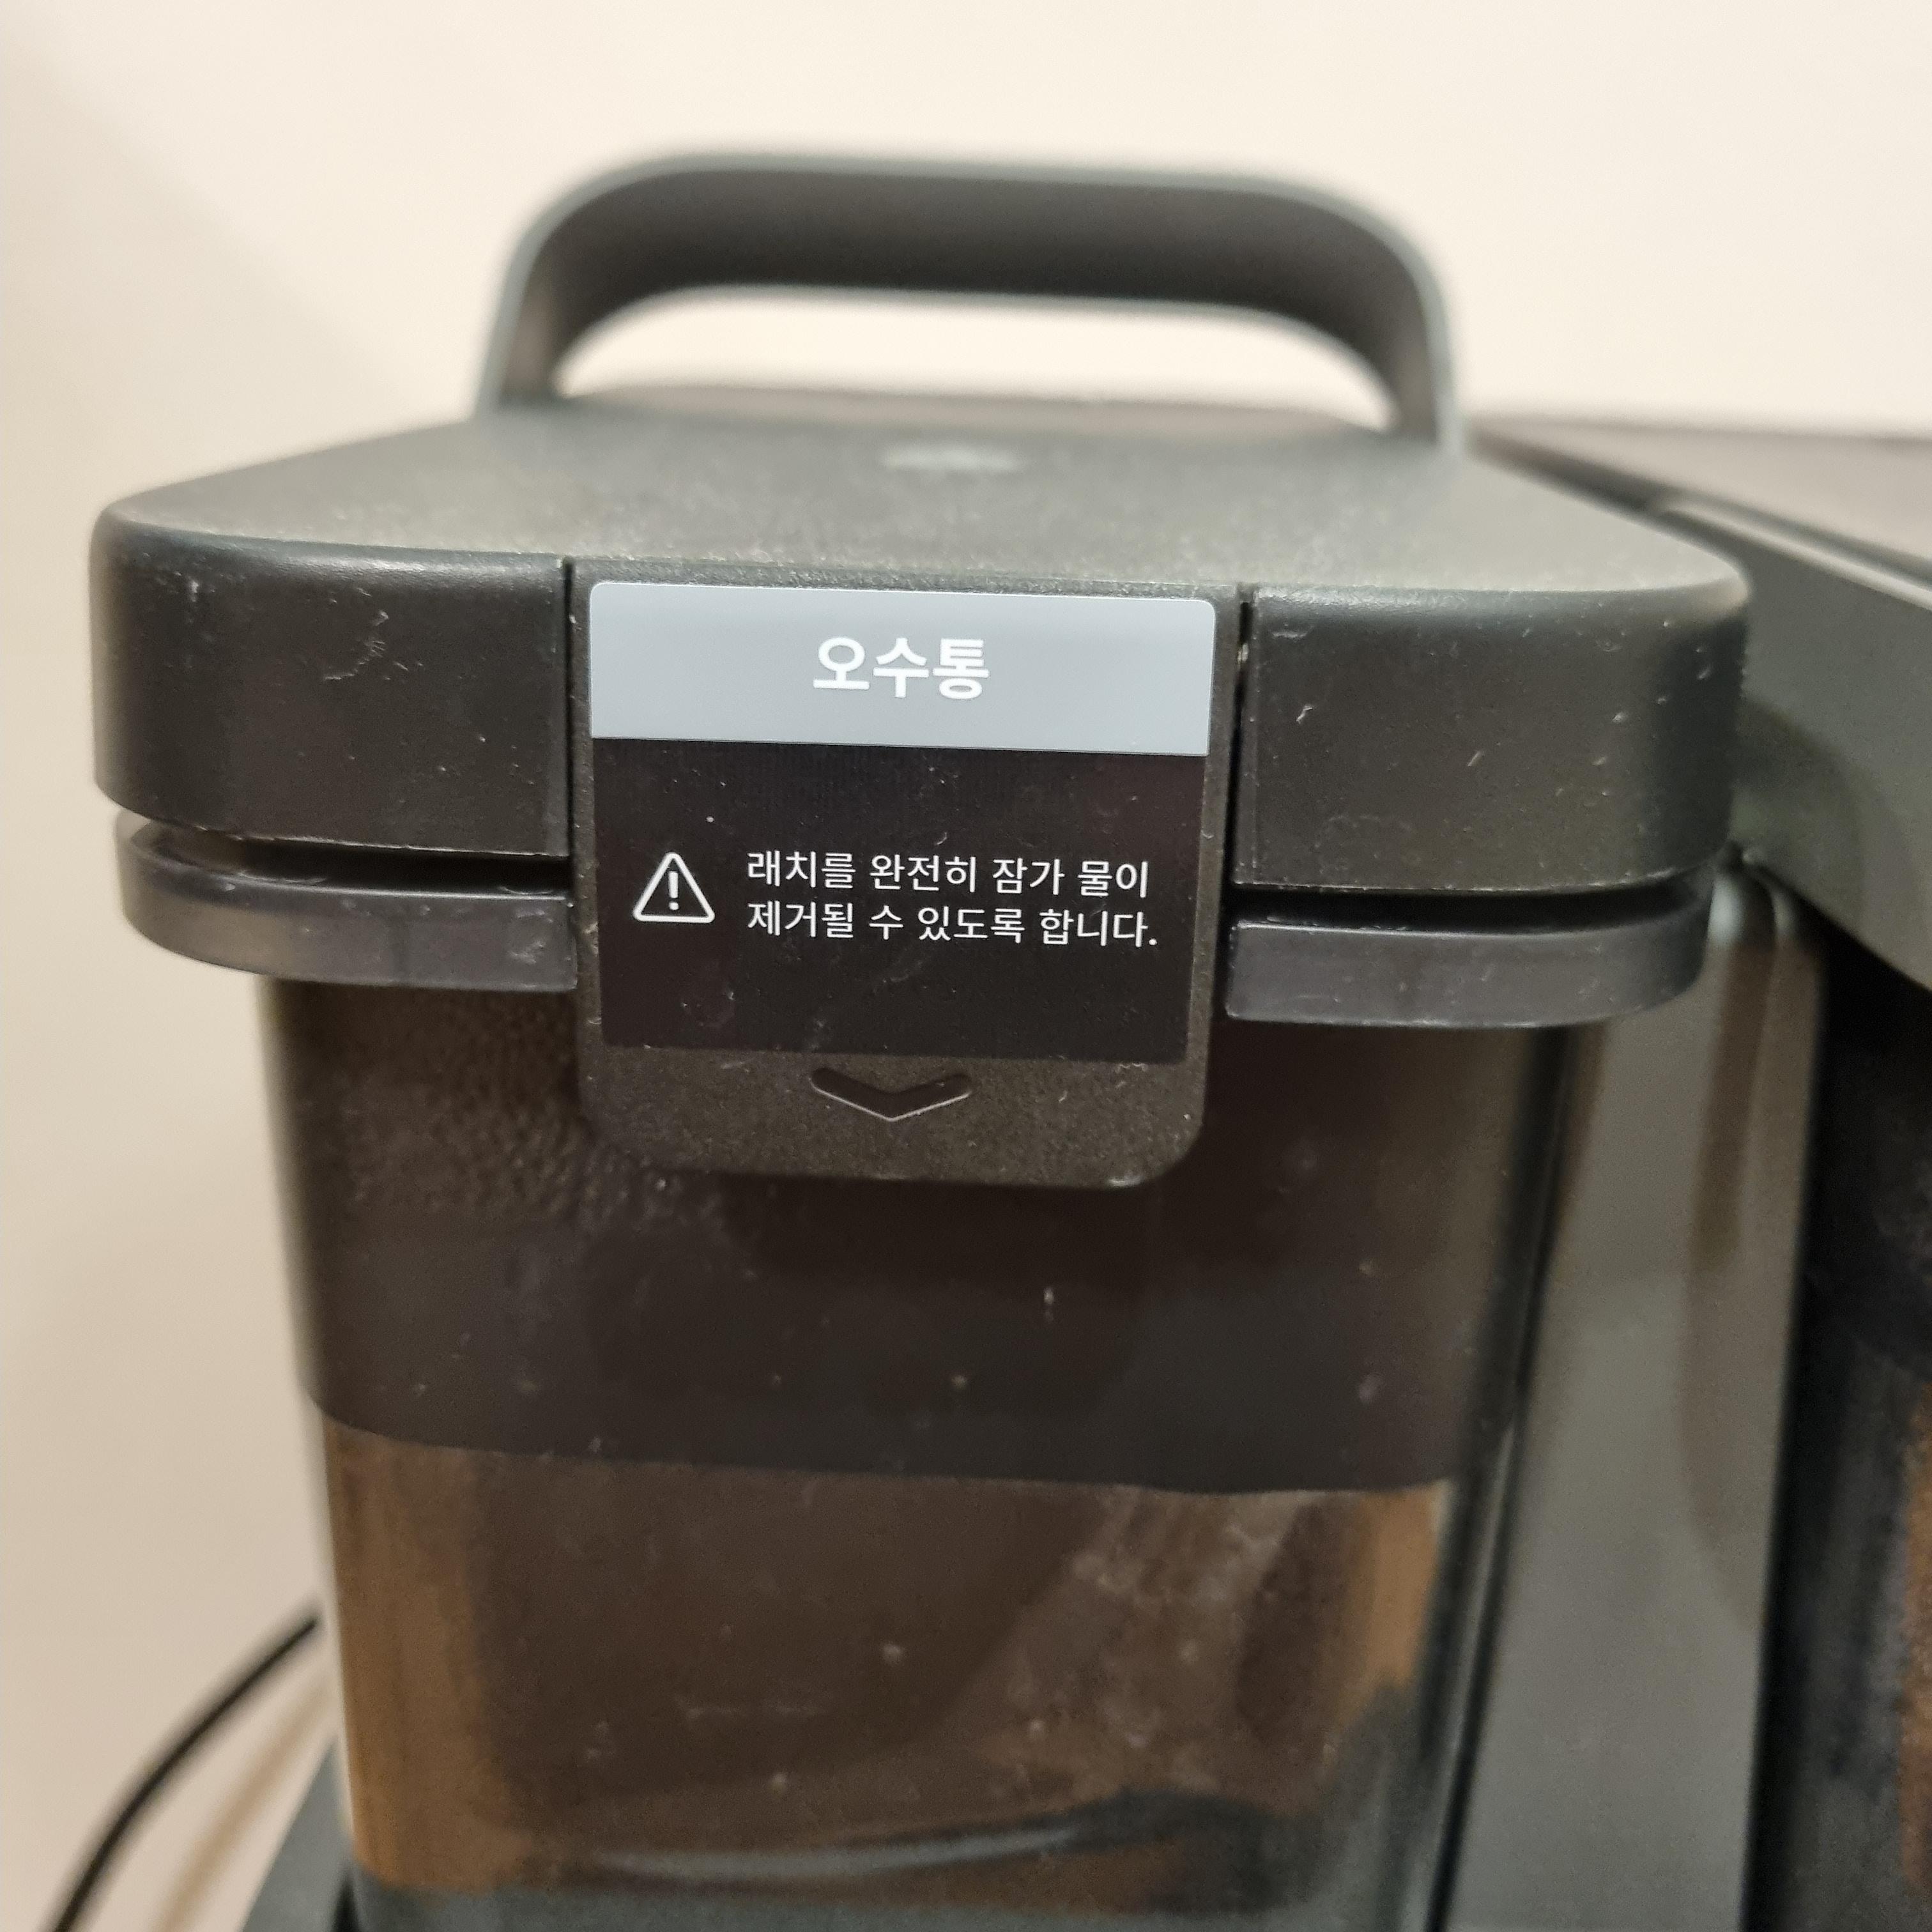 오수통
래치를 완전히 잠가 물이
제거될 수 있도록 합니다.